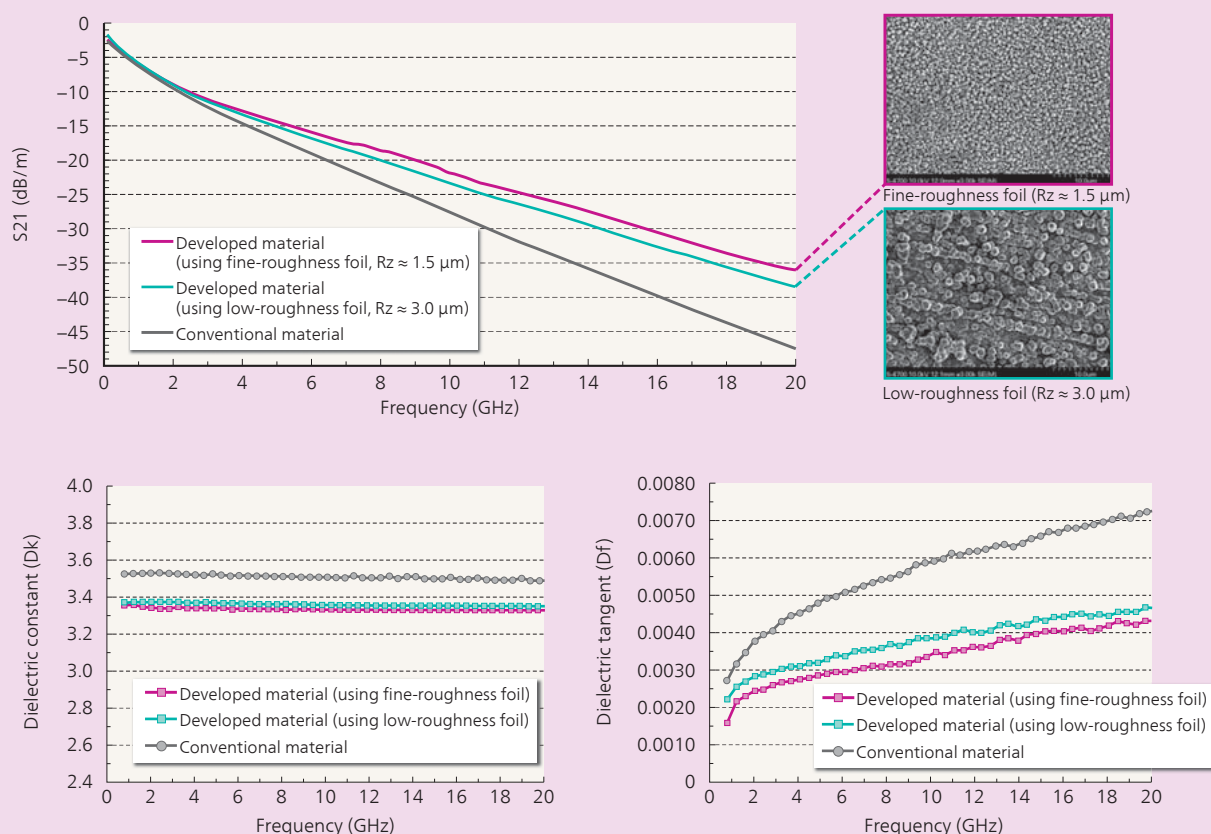 0
−5
−10
−15
−20
−25
−30
−35
−40
−45
−50
S21 (dB/m)
Developed material
(using fine-roughness foil, Rz ≈ 1.5 μm)
Developed material
(using low-roughness foil, Rz ≈ 3.0 μm)
Conventional material
0 2 4 6 8 10 12 14 16 18 20
Frequency (GHz)
Fine-roughness foil (Rz ≈ 1.5 μm)
Low-roughness foil (Rz ≈ 3.0 μm)
4.0
3.8
3.6
3.4
3.2
3.0
2.8
2.6
2.4
Dielectric constant (Dk)
Developed material (using fine-roughness foil)
Developed material (using low-roughness foil)
Conventional material
0 2 4 6 8 10 12 14 16 18 20
Frequency (GHz)
0.0080
0.0070
0.0060
0.0050
0.0040
0.0030
0.0020
0.0010
0
Dielectric tangent (Df)
Developed material (using fine-roughness foil)
Developed material (using low-roughness foil)
Conventional material
0 2 4 6 8 10 12 14 16 18 20
Frequency (GHz)